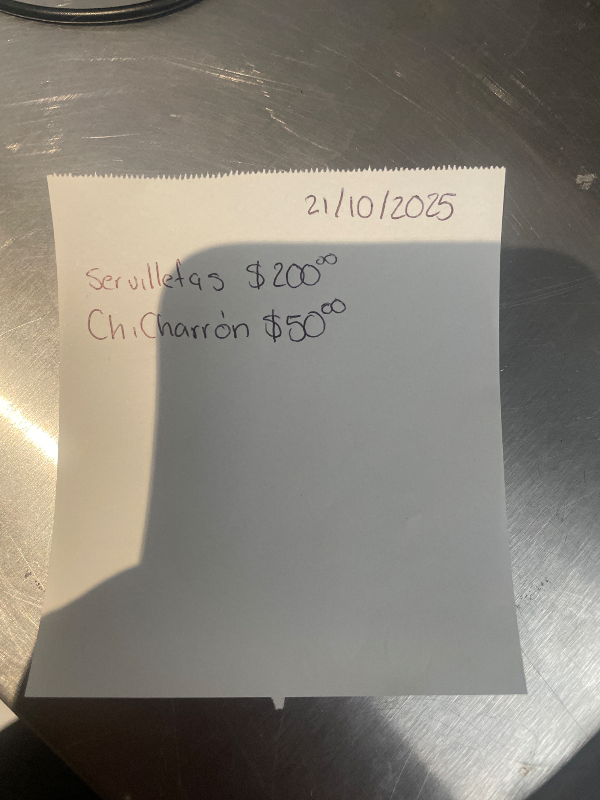 21/10/2025
Servilletas $200⁰⁰
ChiCharrón $50⁰⁰